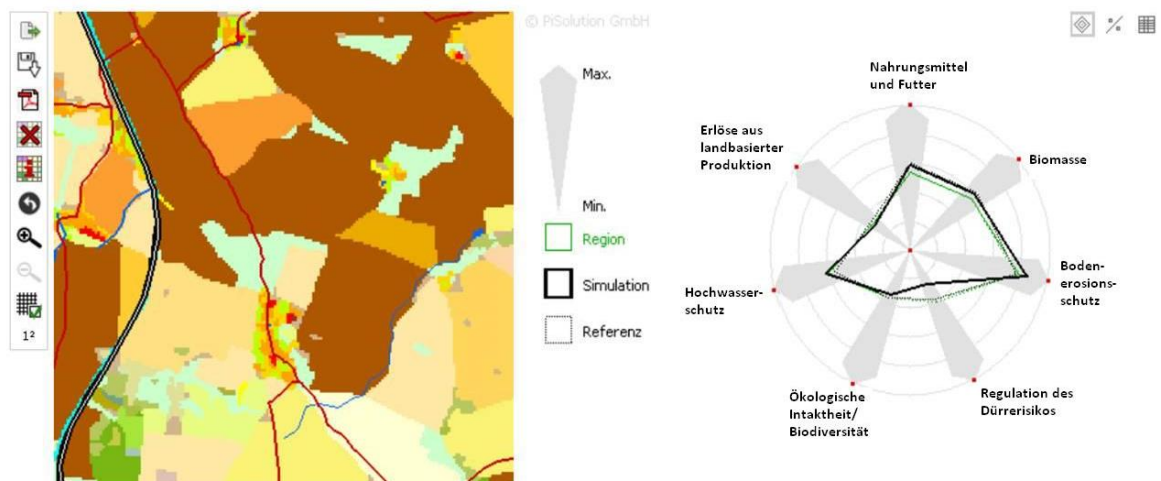 © PiSolution GmbH
Max.
Min.
Region
Simulation
Referenz
1²
Nahrungsmittel
und Futter
Biomasse
Boden-
erosions-
schutz
Regulation des
Dürrerisikos
Ökologische
Intaktheit/
Biodiversität
Hochwasser-
schutz
Erlöse aus
landbasierter
Produktion